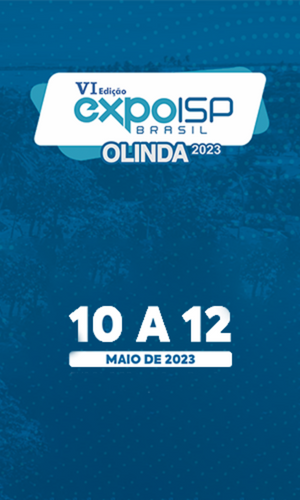 VI Edição
expoISP
BRASIL
OLINDA 2023
10 A 12
MAIO DE 2023